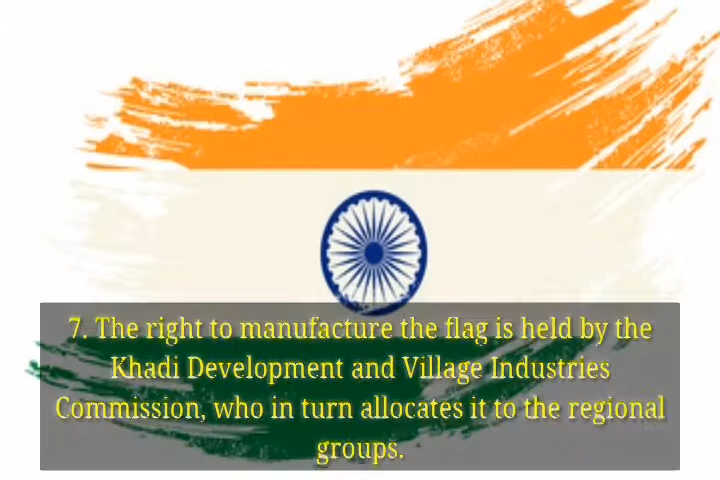 7. The right to manufacture the flag is held by the
Khadi Development and Village Industries
Commission, who in turn allocates it to the regional
groups.